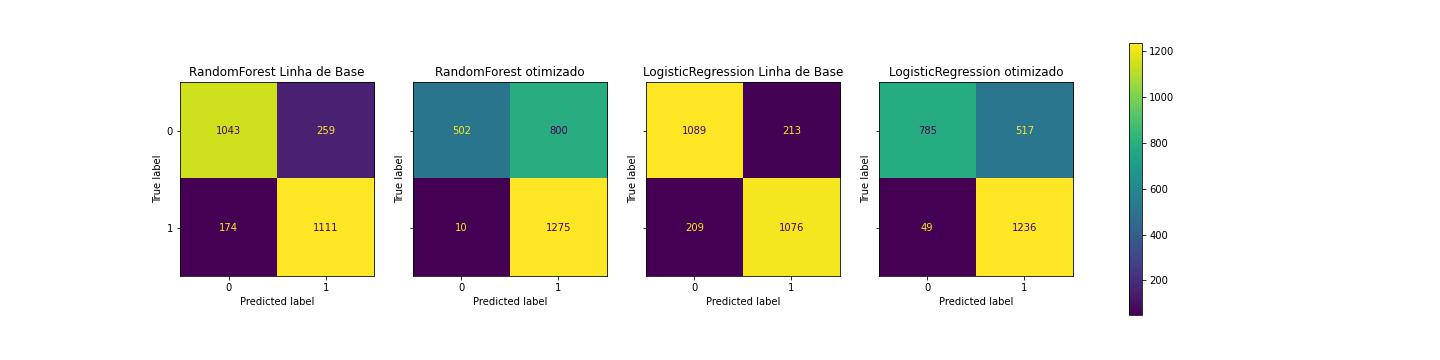 RandomForest Linha de Base
RandomForest otimizado
LogisticRegression Linha de Base
LogisticRegression otimizado
True label
0
1
1043
259
174
1111
0
1
Predicted label
True label
502
800
10
1275
0
1
Predicted label
True label
1089
213
209
1076
0
1
Predicted label
True label
785
517
49
1236
0
1
Predicted label
1200
1000
800
600
400
200